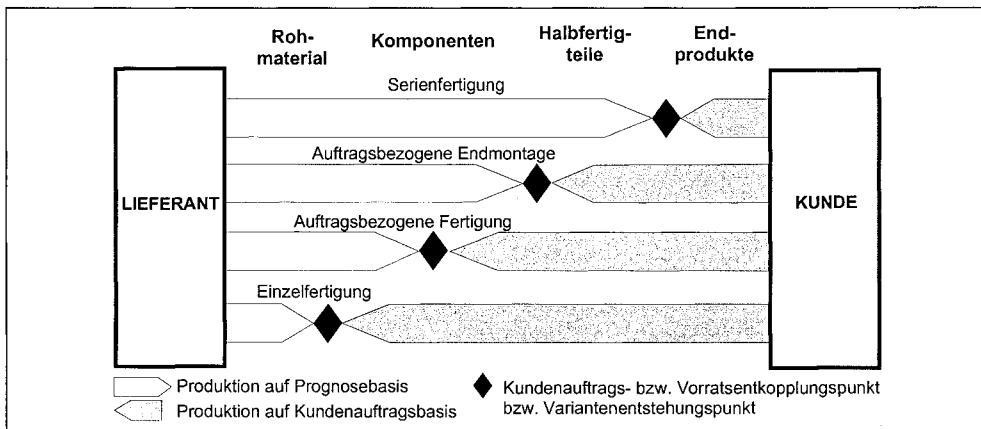 Roh-
material
Komponenten
Halbfertig-
teile
End-
produkte
Serienfertigung
Auftragsbezogene Endmontage
LIEFERANT
KUNDE
Auftragsbezogene Fertigung
Einzelfertigung
Produktion auf Prognosebasis
Produktion auf Kundenauftragsbasis
Kundenauftrags- bzw. Vorratsentkopplungspunkt
bzw. Variantenentstehungspunkt